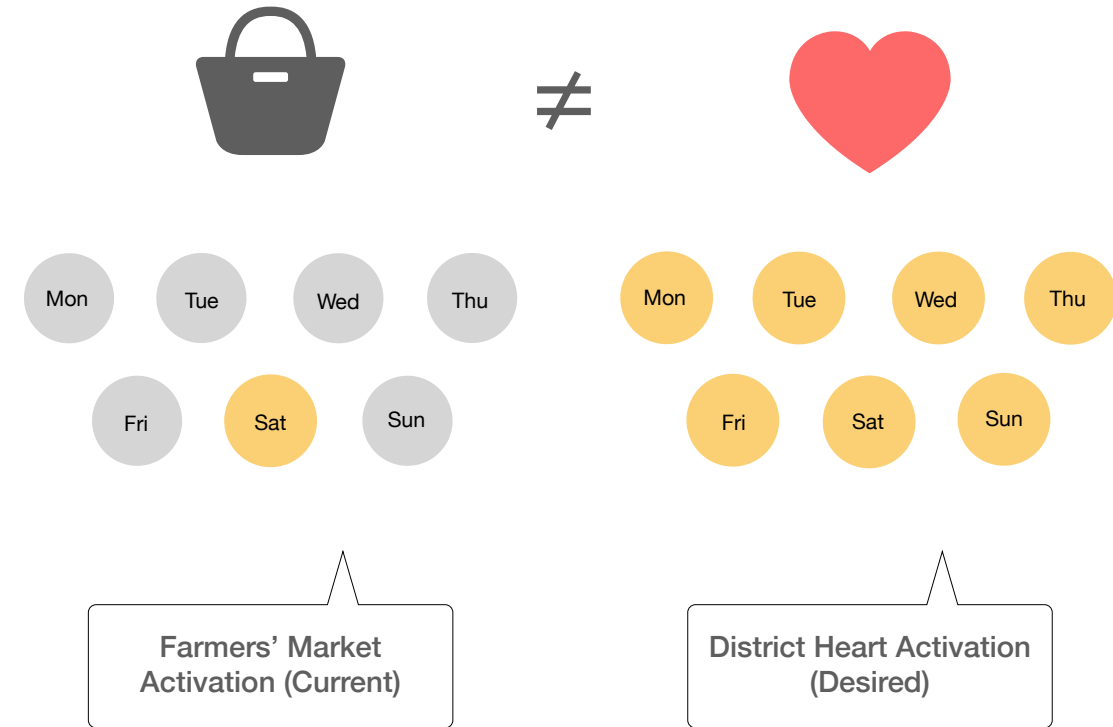 ≠
Mon
Tue
Wed
Thu
Mon
Tue
Wed
Thu
Fri
Sat
Sun
Fri
Sat
Sun
Farmers’ Market
Activation (Current)
District Heart Activation
(Desired)